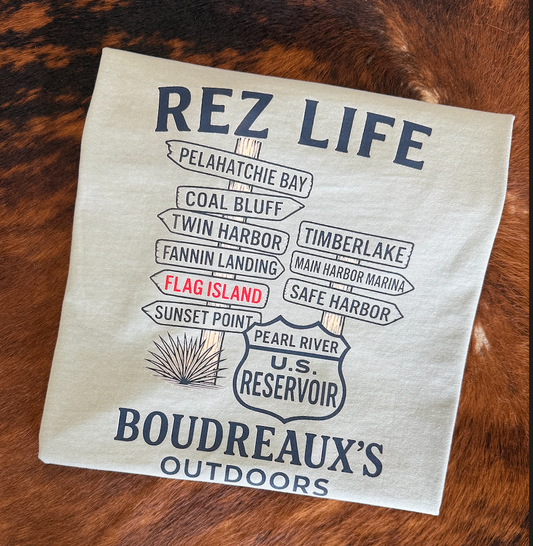 REZ LIFE
PELAHATCHIE BAY
COAL BLUFF
TWIN HARBOR
FANNIN LANDING
FLAG ISLAND
SUNSET POINT
TIMBERLAKE
MAIN HARBOR MARINA
SAFE HARBOR
PEARL RIVER
U.S.
RESERVOIR
BOUDREAUX'S
OUTDOORS